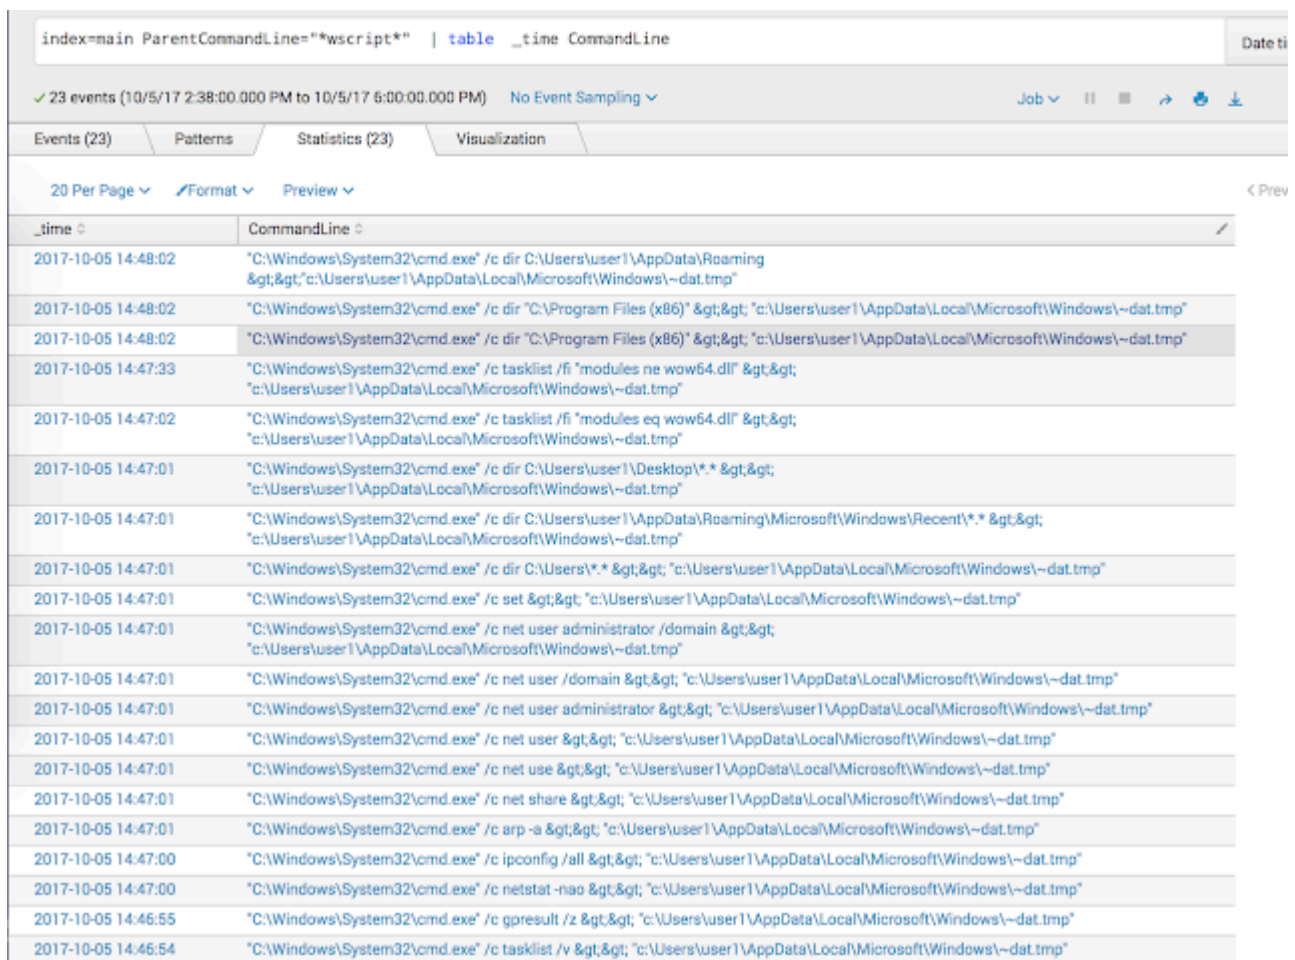 index=main ParentCommandLine="*wscript*" | table _time CommandLine
Date ti
23 events (10/5/17 2:38:00.000 PM to 10/5/17 6:00:00.000 PM) No Event Sampling
Job
Events (23) Patterns Statistics (23) Visualization
20 Per Page Format Preview
< Prev
_time CommandLine
2017-10-05 14:48:02 "C:\Windows\System32\cmd.exe" /c dir C:\Users\user1\AppData\Roaming
&gt;&gt;"c:\Users\user1\AppData\Local\Microsoft\Windows\~dat.tmp"
2017-10-05 14:48:02 "C:\Windows\System32\cmd.exe" /c dir "C:\Program Files (x86)" &gt;&gt; "c:\Users\user1\AppData\Local\Microsoft\Windows\~dat.tmp"
2017-10-05 14:48:02 "C:\Windows\System32\cmd.exe" /c dir "C:\Program Files (x86)" &gt;&gt; "c:\Users\user1\AppData\Local\Microsoft\Windows\~dat.tmp"
2017-10-05 14:47:33 "C:\Windows\System32\cmd.exe" /c tasklist /fi "modules ne wow64.dll" &gt;&gt;
"c:\Users\user1\AppData\Local\Microsoft\Windows\~dat.tmp"
2017-10-05 14:47:02 "C:\Windows\System32\cmd.exe" /c tasklist /fi "modules eq wow64.dll" &gt;&gt;
"c:\Users\user1\AppData\Local\Microsoft\Windows\~dat.tmp"
2017-10-05 14:47:01 "C:\Windows\System32\cmd.exe" /c dir C:\Users\user1\Desktop\*.* &gt;&gt;
"c:\Users\user1\AppData\Local\Microsoft\Windows\~dat.tmp"
2017-10-05 14:47:01 "C:\Windows\System32\cmd.exe" /c dir C:\Users\user1\AppData\Roaming\Microsoft\Windows\Recent\*.* &gt;&gt;
"c:\Users\user1\AppData\Local\Microsoft\Windows\~dat.tmp"
2017-10-05 14:47:01 "C:\Windows\System32\cmd.exe" /c dir C:\Users\*.* &gt;&gt; "c:\Users\user1\AppData\Local\Microsoft\Windows\~dat.tmp"
2017-10-05 14:47:01 "C:\Windows\System32\cmd.exe" /c set &gt;&gt; "c:\Users\user1\AppData\Local\Microsoft\Windows\~dat.tmp"
2017-10-05 14:47:01 "C:\Windows\System32\cmd.exe" /c net user administrator /domain &gt;&gt;
"c:\Users\user1\AppData\Local\Microsoft\Windows\~dat.tmp"
2017-10-05 14:47:01 "C:\Windows\System32\cmd.exe" /c net user /domain &gt;&gt; "c:\Users\user1\AppData\Local\Microsoft\Windows\~dat.tmp"
2017-10-05 14:47:01 "C:\Windows\System32\cmd.exe" /c net user administrator &gt;&gt; "c:\Users\user1\AppData\Local\Microsoft\Windows\~dat.tmp"
2017-10-05 14:47:01 "C:\Windows\System32\cmd.exe" /c net user &gt;&gt; "c:\Users\user1\AppData\Local\Microsoft\Windows\~dat.tmp"
2017-10-05 14:47:01 "C:\Windows\System32\cmd.exe" /c net use &gt;&gt; "c:\Users\user1\AppData\Local\Microsoft\Windows\~dat.tmp"
2017-10-05 14:47:01 "C:\Windows\System32\cmd.exe" /c net share &gt;&gt; "c:\Users\user1\AppData\Local\Microsoft\Windows\~dat.tmp"
2017-10-05 14:47:01 "C:\Windows\System32\cmd.exe" /c arp -a &gt;&gt; "c:\Users\user1\AppData\Local\Microsoft\Windows\~dat.tmp"
2017-10-05 14:47:00 "C:\Windows\System32\cmd.exe" /c ipconfig /all &gt;&gt; "c:\Users\user1\AppData\Local\Microsoft\Windows\~dat.tmp"
2017-10-05 14:47:00 "C:\Windows\System32\cmd.exe" /c netstat -nao &gt;&gt; "c:\Users\user1\AppData\Local\Microsoft\Windows\~dat.tmp"
2017-10-05 14:46:55 "C:\Windows\System32\cmd.exe" /c gpresult /z &gt;&gt; "c:\Users\user1\AppData\Local\Microsoft\Windows\~dat.tmp"
2017-10-05 14:46:54 "C:\Windows\System32\cmd.exe" /c tasklist /v &gt;&gt; "c:\Users\user1\AppData\Local\Microsoft\Windows\~dat.tmp"